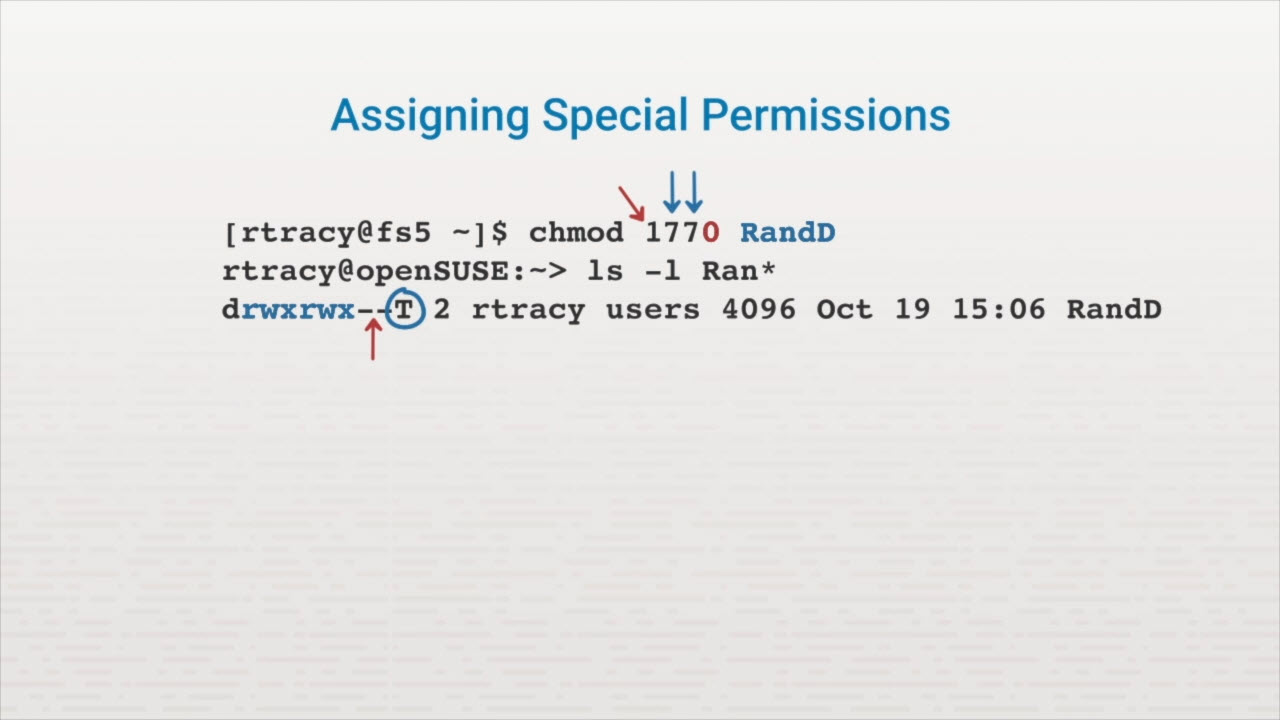 Assigning Special Permissions
[rtracy@fs5 ~]$ chmod 1770 RandD
rtracy@openSUSE:~> ls -l Ran*
drwxrwx--T 2 rtracy users 4096 Oct 19 15:06 RandD